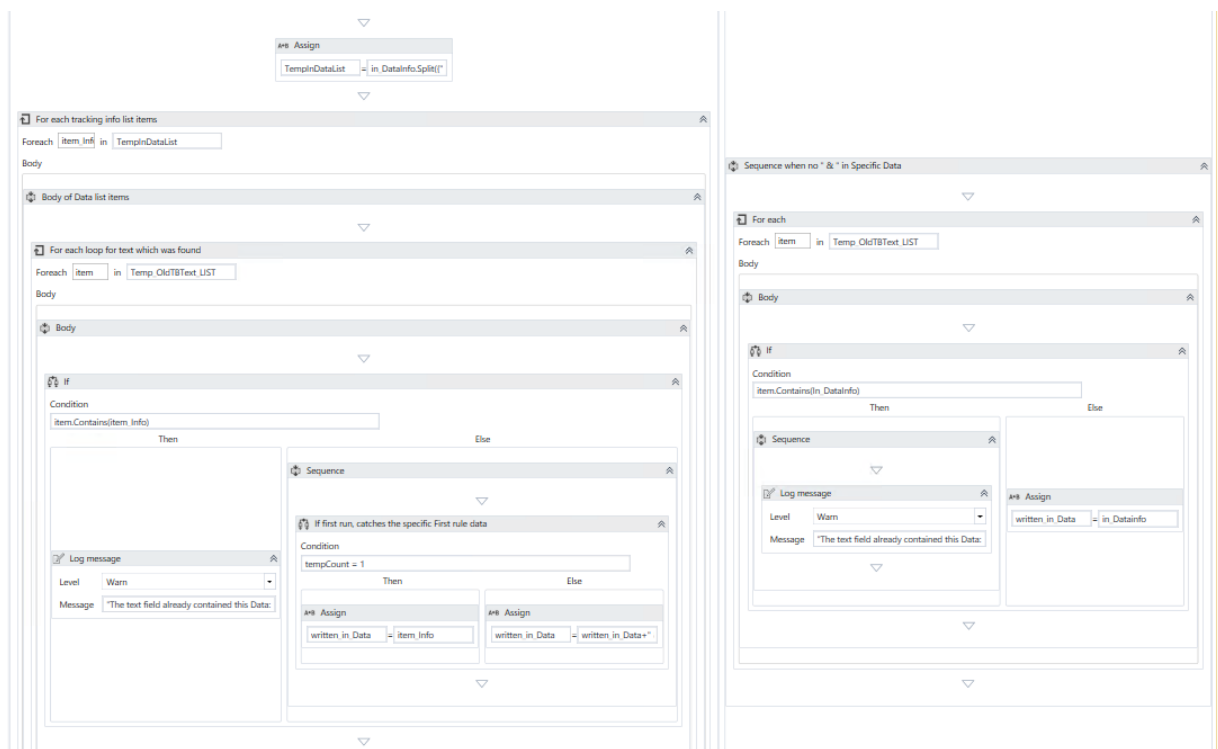 A*B Assign
TempInDataList = in_DataInfo.Split({"
For each tracking info list items
Foreach item_Infi in TempInDataList
Body
Body of Data list items
For each loop for text which was found
Foreach item in Temp_OldTBText_LIST
Body
Body
If
Condition
item.Contains(item_Info)
Then Else
Sequence
If first run, catches the specific First rule data
Condition
tempCount = 1
Then Else
Log message
Level Warn
Message "The text field already contained this Data:
A*B Assign
written_in_Data = item_Info
A*B Assign
written_in_Data = written_in_Data+"
Sequence when no " & " in Specific Data
For each
Foreach item in Temp_OldTBText_LIST
Body
Body
If
Condition
item.Contains(In_DataInfo)
Then Else
Sequence
Log message
Level Warn
Message "The text field already contained this Data:
A*B Assign
written_in_Data = in_Datainfo